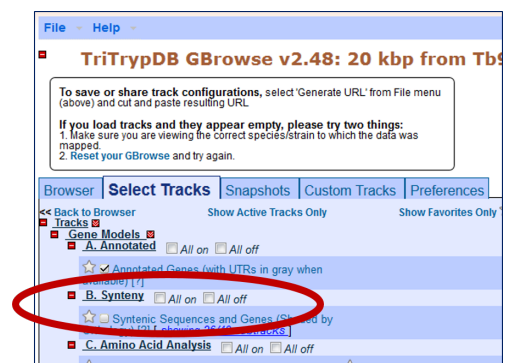 File Help
TriTrypDB GBrowse v2.48: 20 kbp from Tb9
To save or share track configurations, select 'Generate URL' from File menu
(above) and cut and paste resulting URL
If you load tracks and they appear empty, please try two things:
1. Make sure you are viewing the correct species/strain to which the data was
mapped.
2. Reset your GBrowse and try again.
Browser Select Tracks Snapshots Custom Tracks Preferences
<< Back to Browser Show Active Tracks Only Show Favorites Only
Tracks
Gene Models
A. Annotated All on All off
Annotated Genes (with UTRs in gray when
available) [?]
B. Synteny All on All off
Syntenic Sequences and Genes (Shaded by
[?] [ showing subtracks ]
C. Amino Acid Analysis All on All off